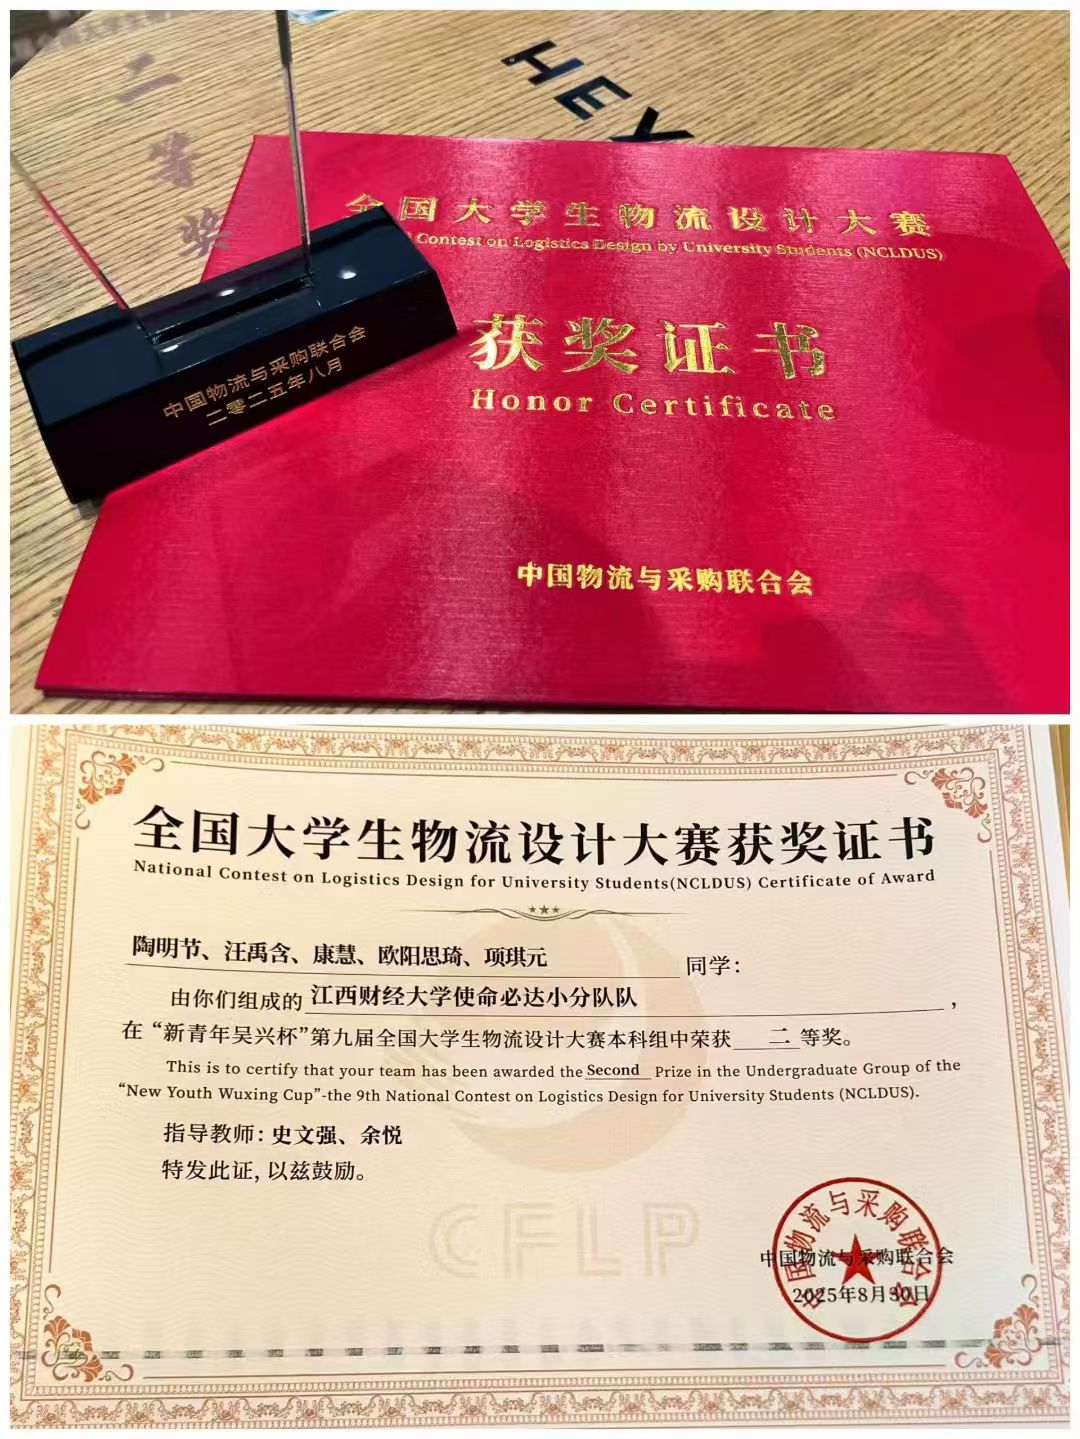 二等奖
HEY
全国大学生物流设计大赛
Contest on Logistics Design by University Students (NCLDUS)
获奖证书
Honor Certificate
中国物流与采购联合会
二零二五年八月
中国物流与采购联合会
全国大学生物流设计大赛获奖证书
National Contest on Logistics Design for University Students(NCLDUS) Certificate of Award
陶明节、汪禹含、康慧、欧阳思琦、项琪元 同学：
由你们组成的 江西财经大学使命必达小分队队，
在“新青年吴兴杯”第九届全国大学生物流设计大赛本科组中荣获 二 等奖。
This is to certify that your team has been awarded the Second Prize in the Undergraduate Group of the
“New Youth Wuxing Cup”-the 9th National Contest on Logistics Design for University Students (NCLDUS).
指导教师：史文强、余悦
特发此证，以兹鼓励。
CFLP
中国物流与采购联合会
中国物流与采购联合会
2025年8月30日